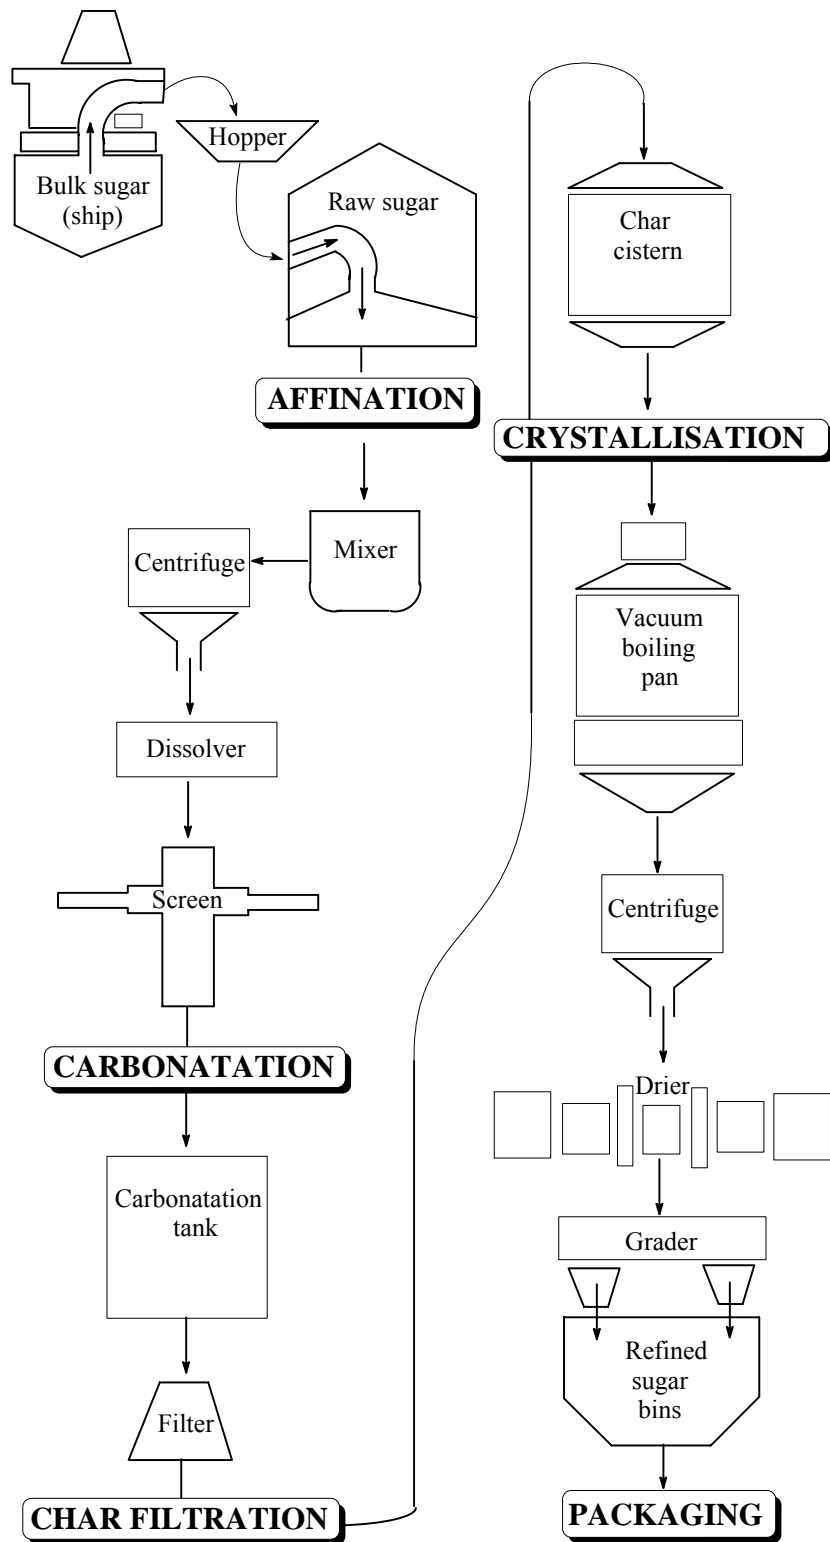 Bulk sugar
(ship)
Hopper
Raw sugar
AFFINATION
Mixer
Centrifuge
Dissolver
Screen
CARBONATATION
Carbonatation
tank
Filter
CHAR FILTRATION
Char
cistern
CRYSTALLISATION
Vacuum
boiling
pan
Centrifuge
Drier
Grader
Refined
sugar
bins
PACKAGING